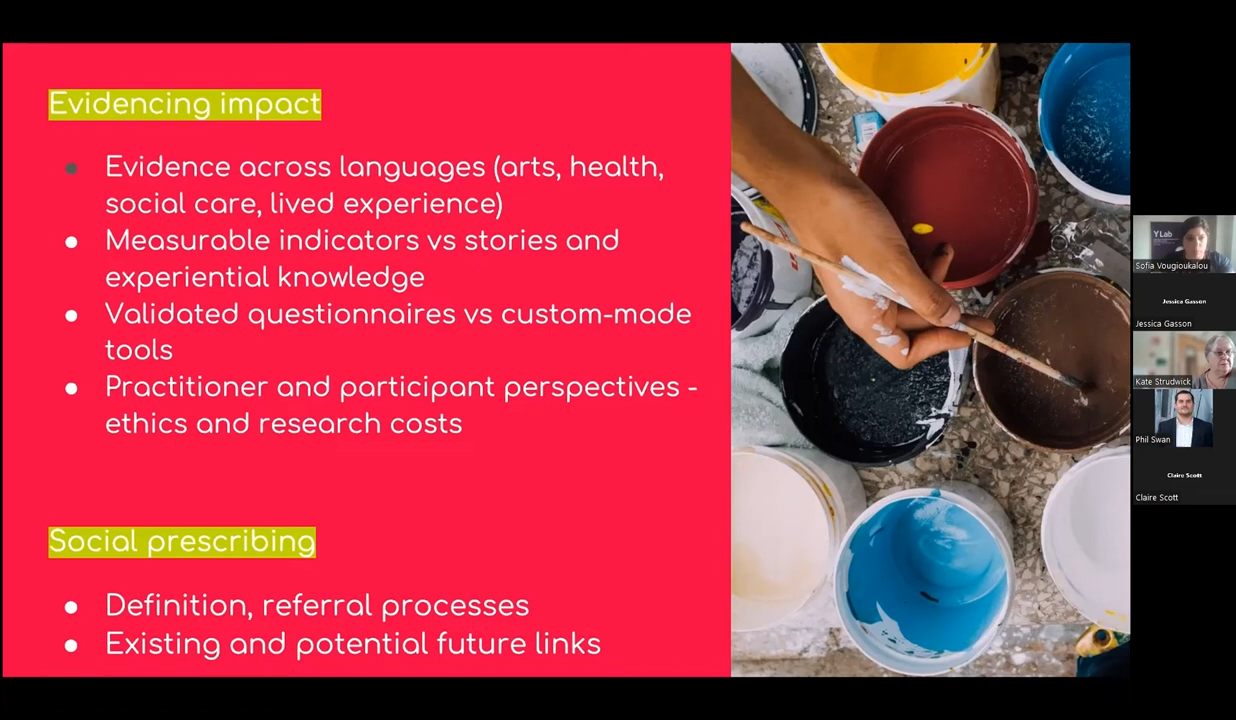 Evidencing impact
● Evidence across languages (arts, health,
social care, lived experience)
● Measurable indicators vs stories and
experiential knowledge
● Validated questionnaires vs custom-made
tools
● Practitioner and participant perspectives -
ethics and research costs
Social prescribing
● Definition, referral processes
● Existing and potential future links
Y Lab
Sofia Vougioukalou
Jessica Gasson
Jessica Gasson
Kate Strudwick
Phil Swan
Claire Scott
Claire Scott